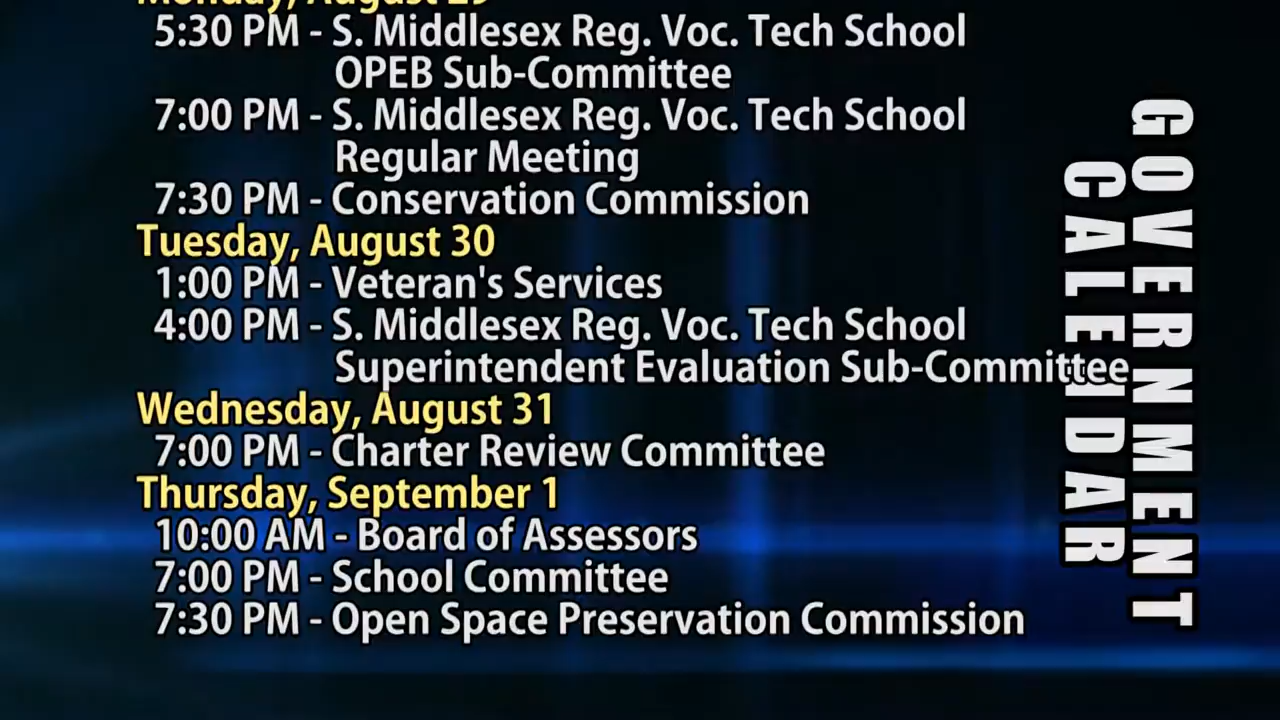 Monday, August 29
5:30 PM - S. Middlesex Reg. Voc. Tech School
OPEB Sub-Committee
7:00 PM - S. Middlesex Reg. Voc. Tech School
Regular Meeting
7:30 PM - Conservation Commission
Tuesday, August 30
1:00 PM - Veteran's Services
4:00 PM - S. Middlesex Reg. Voc. Tech School
Superintendent Evaluation Sub-Committee
Wednesday, August 31
7:00 PM - Charter Review Committee
Thursday, September 1
10:00 AM - Board of Assessors
7:00 PM - School Committee
7:30 PM - Open Space Preservation Commission
GOVERNMENT
CALENDAR